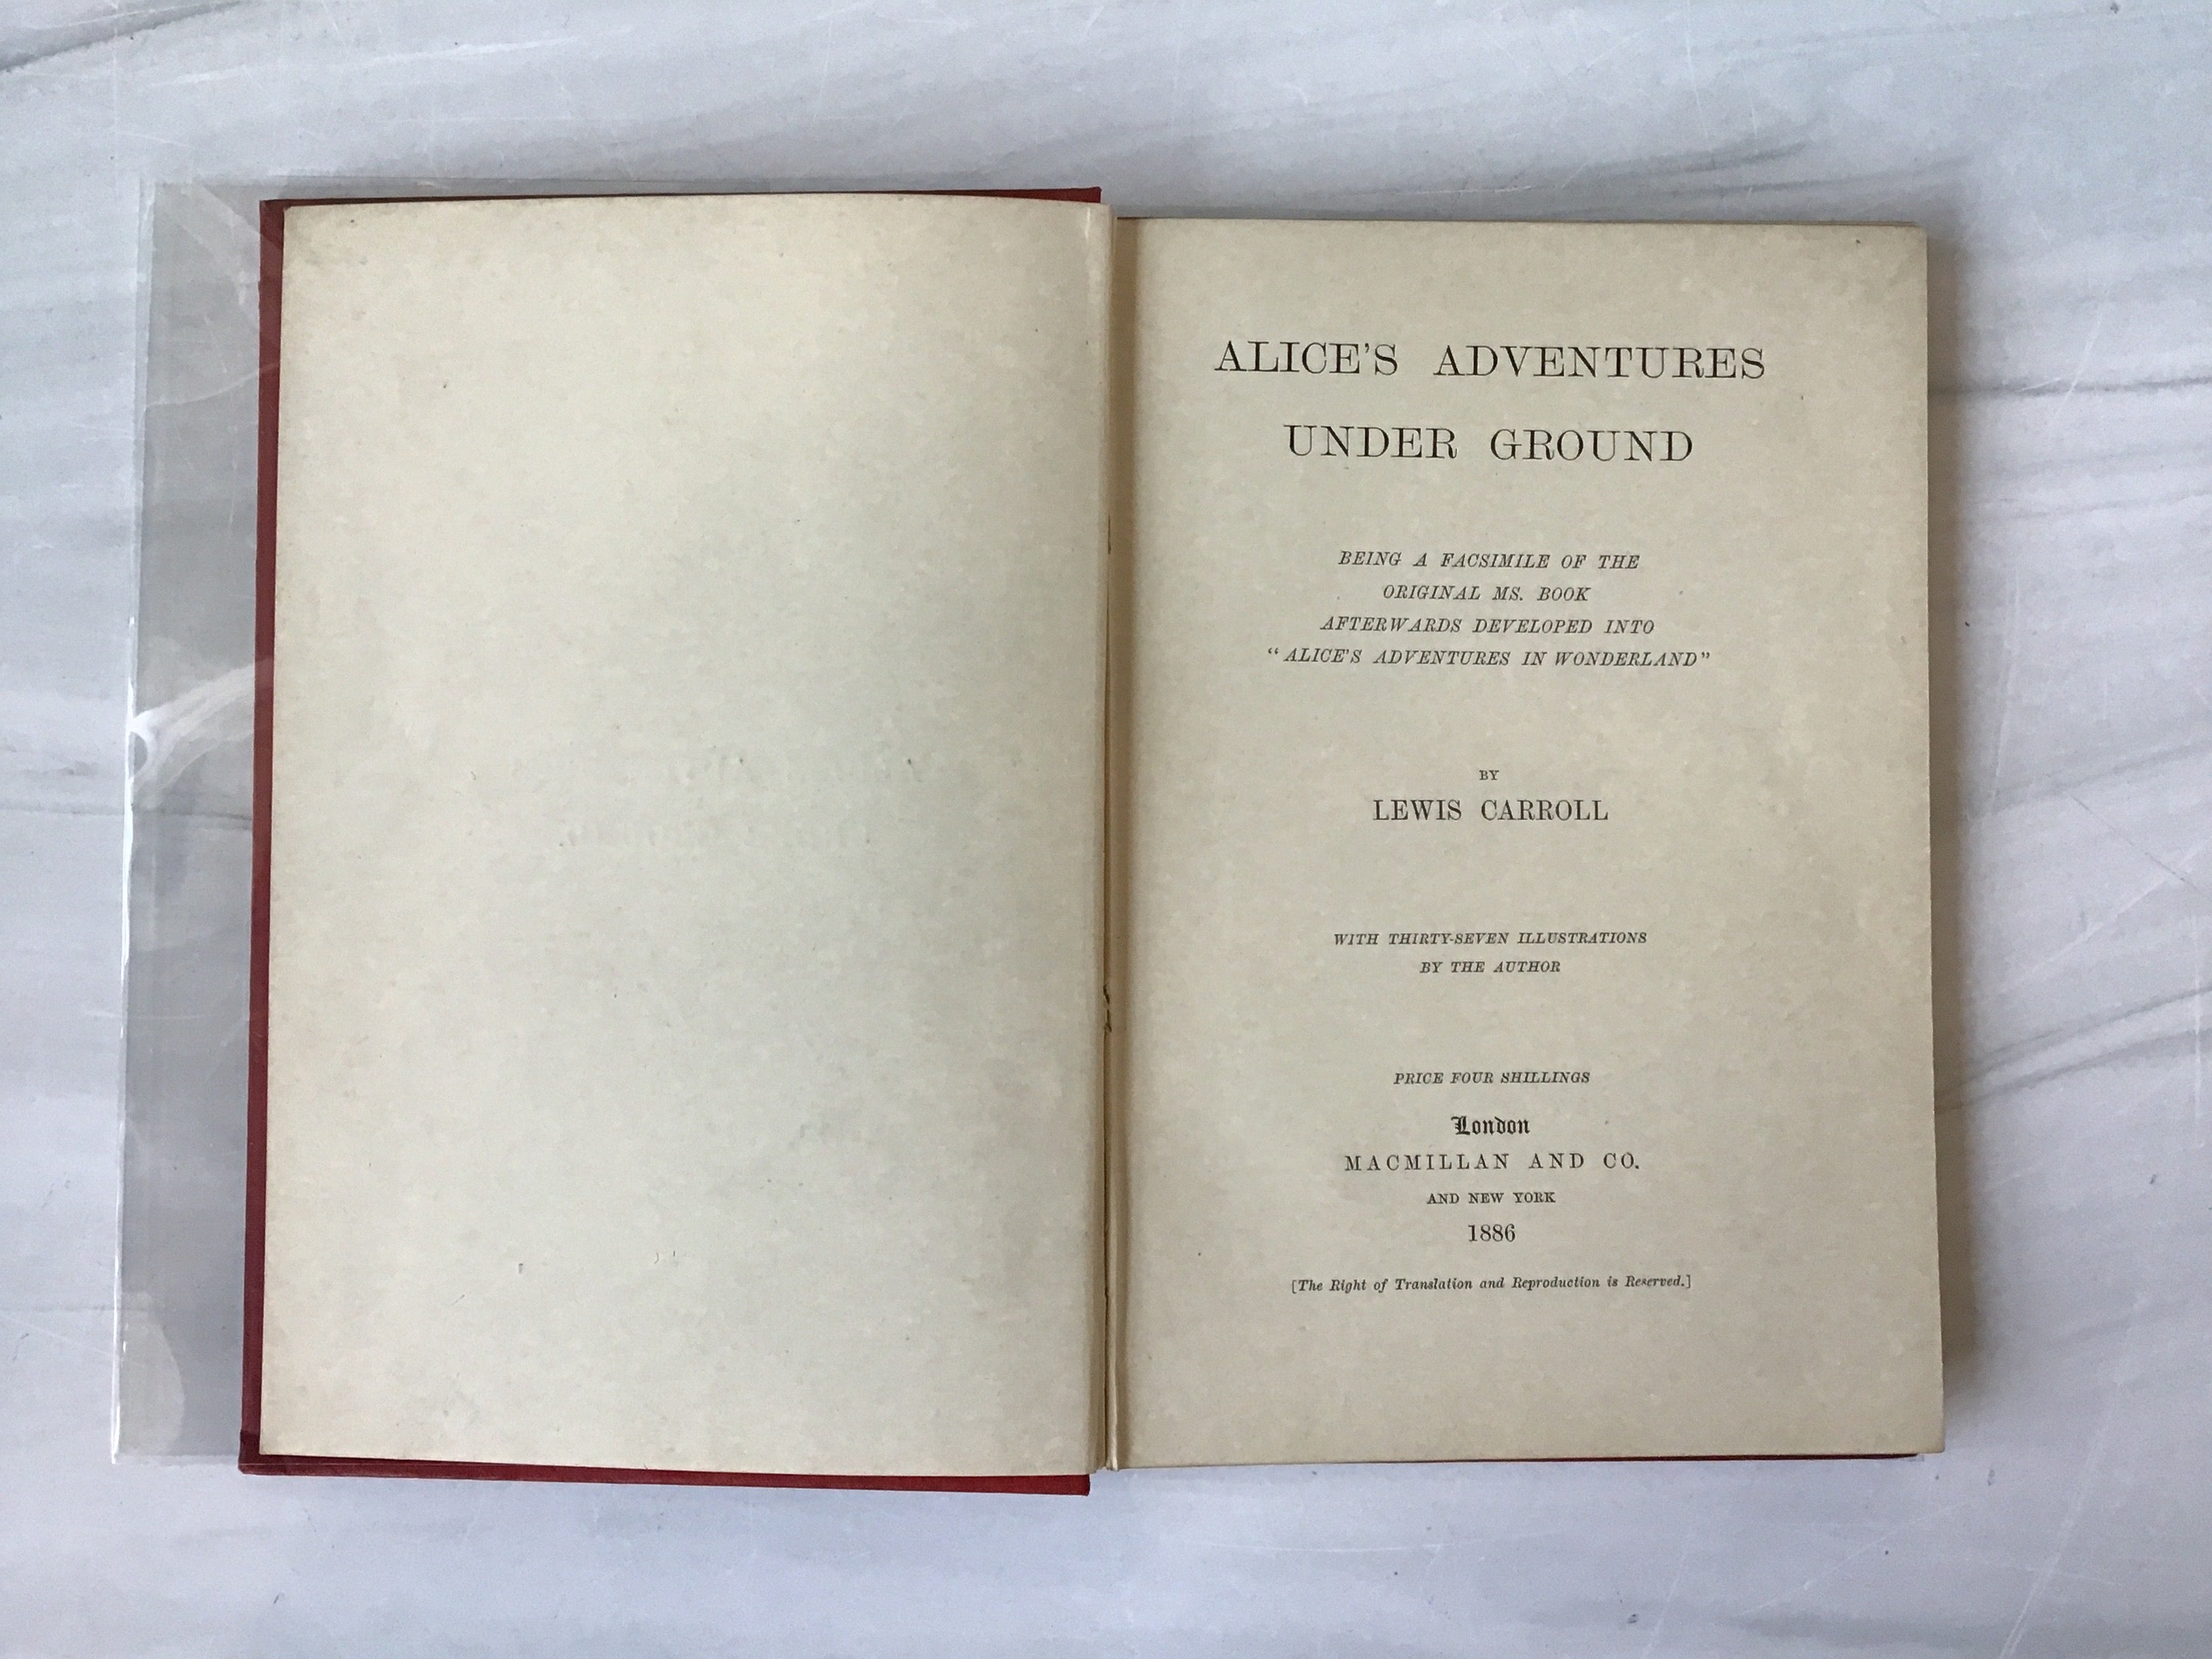 ALICE'S ADVENTURES
UNDER GROUND
BEING A FACSIMILE OF THE
ORIGINAL MS. BOOK
AFTERWARDS DEVELOPED INTO
"ALICE'S ADVENTURES IN WONDERLAND"
BY
LEWIS CARROLL
WITH THIRTY-SEVEN ILLUSTRATIONS
BY THE AUTHOR
PRICE FOUR SHILLINGS
London
MACMILLAN AND CO.
AND NEW YORK
1886
[The Right of Translation and Reproduction is Reserved.]